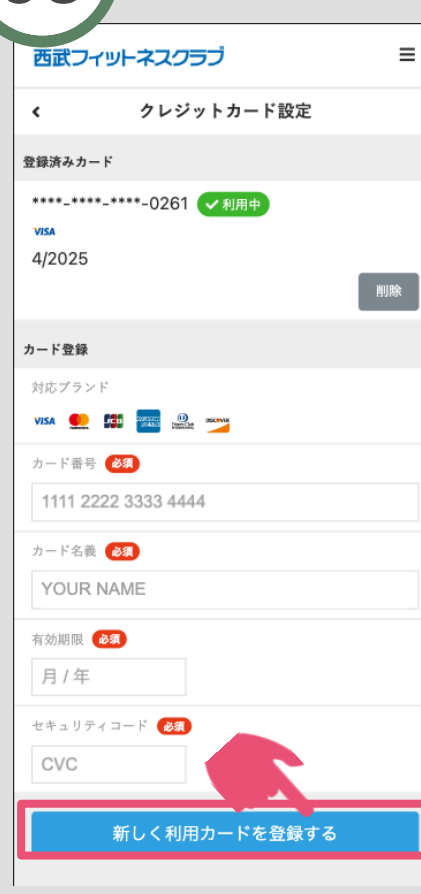 西武フィットネスクラブ
クレジットカード設定
登録済みカード
****-****-****-0261 利用中
VISA
4/2025
削除
カード登録
対応ブランド
VISA JCB DISCOVER
カード番号 必須
1111 2222 3333 4444
カード名義 必須
YOUR NAME
有効期限 必須
月 / 年
セキュリティコード 必須
CVC
新しく利用カードを登録する